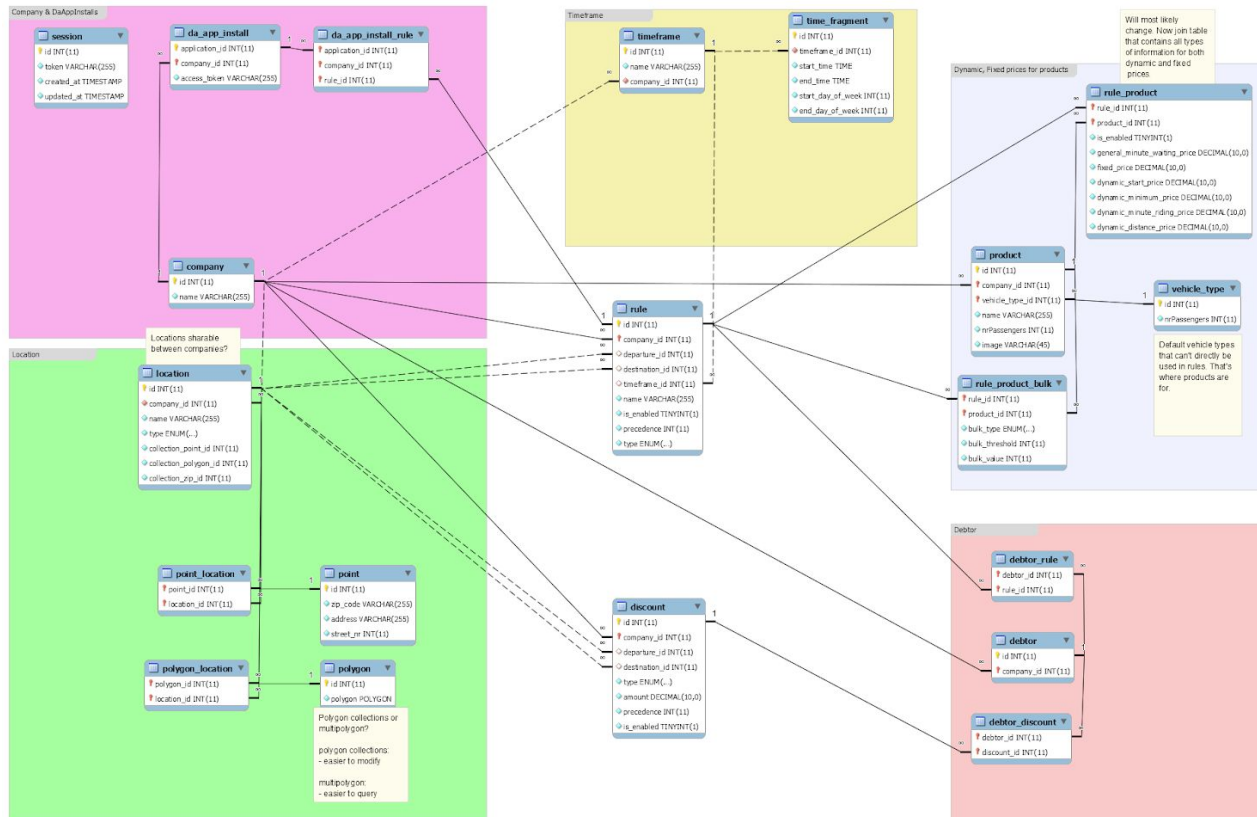 Company & DaAppInstalls
session
id INT(11)
token VARCHAR(255)
created_at TIMESTAMP
updated_at TIMESTAMP
da_app_install
application_id INT(11)
company_id INT(11)
access_token VARCHAR(255)
da_app_install_rule
application_id INT(11)
company_id INT(11)
rule_id INT(11)
company
id INT(11)
name VARCHAR(255)
Timeframe
timeframe
id INT(11)
name VARCHAR(255)
company_id INT(11)
time_fragment
id INT(11)
timeframe_id INT(11)
start_time TIME
end_time TIME
start_day_of_week INT(11)
end_day_of_week INT(11)
Will most likely
change. Now join table
that contains all types
of information for both
dynamic and fixed
prices.
Dynamic, Fixed prices for products
rule_product
rule_id INT(11)
product_id INT(11)
is_enabled TINYINT(1)
general_minute_waiting_price DECIMAL(10,0)
fixed_price DECIMAL(10,0)
dynamic_start_price DECIMAL(10,0)
dynamic_minimum_price DECIMAL(10,0)
dynamic_minute_riding_price DECIMAL(10,0)
dynamic_distance_price DECIMAL(10,0)
product
id INT(11)
company_id INT(11)
vehicle_type_id INT(11)
name VARCHAR(255)
nrPassengers INT(11)
image VARCHAR(45)
vehicle_type
id INT(11)
nrPassengers INT(11)
Default vehicle types
that can't directly be
used in rules. That's
where products are
for.
rule_product_bulk
rule_id INT(11)
product_id INT(11)
bulk_type ENUM(...)
bulk_threshold INT(11)
bulk_value INT(11)
rule
id INT(11)
company_id INT(11)
departure_id INT(11)
destination_id INT(11)
timeframe_id INT(11)
name VARCHAR(255)
is_enabled TINYINT(1)
precedence INT(11)
type ENUM(...)
Location
Locations sharable
between companies?
location
id INT(11)
company_id INT(11)
name VARCHAR(255)
type ENUM(...)
collection_point_id INT(11)
collection_polygon_id INT(11)
collection_zip_id INT(11)
point_location
point_id INT(11)
location_id INT(11)
point
id INT(11)
zip_code VARCHAR(255)
address VARCHAR(255)
street_nr INT(11)
polygon_location
polygon_id INT(11)
location_id INT(11)
polygon
id INT(11)
polygon POLYGON
Polygon collections or
multipolygon?
polygon collections:
- easier to modify
multipolygon:
- easier to query
discount
id INT(11)
company_id INT(11)
departure_id INT(11)
destination_id INT(11)
type ENUM(...)
amount DECIMAL(10,0)
precedence INT(11)
is_enabled TINYINT(1)
Debtor
debtor_rule
debtor_id INT(11)
rule_id INT(11)
debtor
id INT(11)
company_id INT(11)
debtor_discount
debtor_id INT(11)
discount_id INT(11)